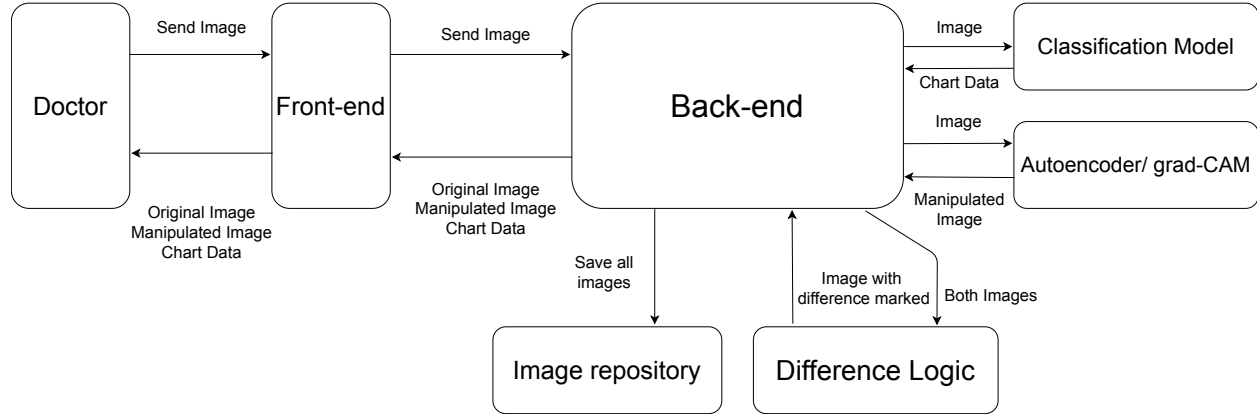 Send Image
Send Image
Image
Classification Model
Chart Data
Doctor
Front-end
Back-end
Image
Autoencoder/ grad-CAM
Manipulated
Image
Original Image
Manipulated Image
Chart Data
Original Image
Manipulated Image
Chart Data
Save all
images
Image with
difference marked
Both Images
Image repository
Difference Logic